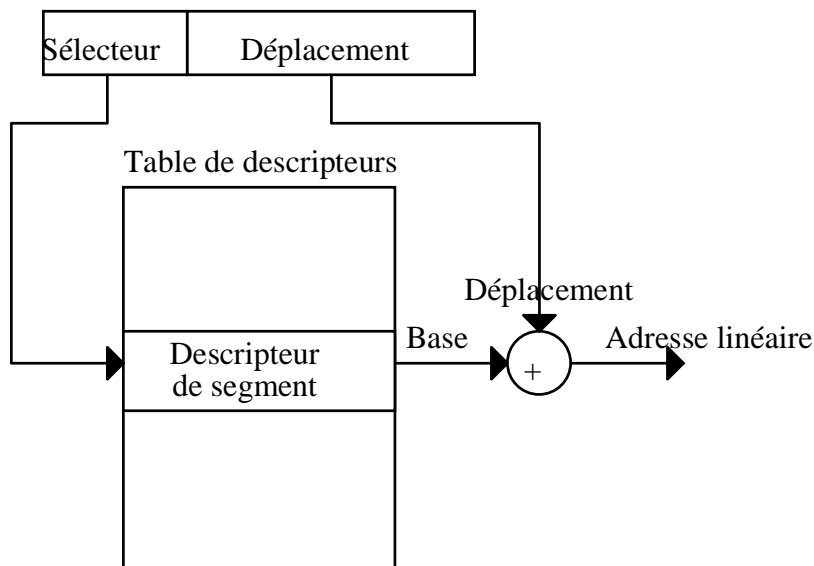 Sélecteur
Déplacement
Table de descripteurs
Déplacement
Base
Adresse linéaire
Descripteur
de segment
+